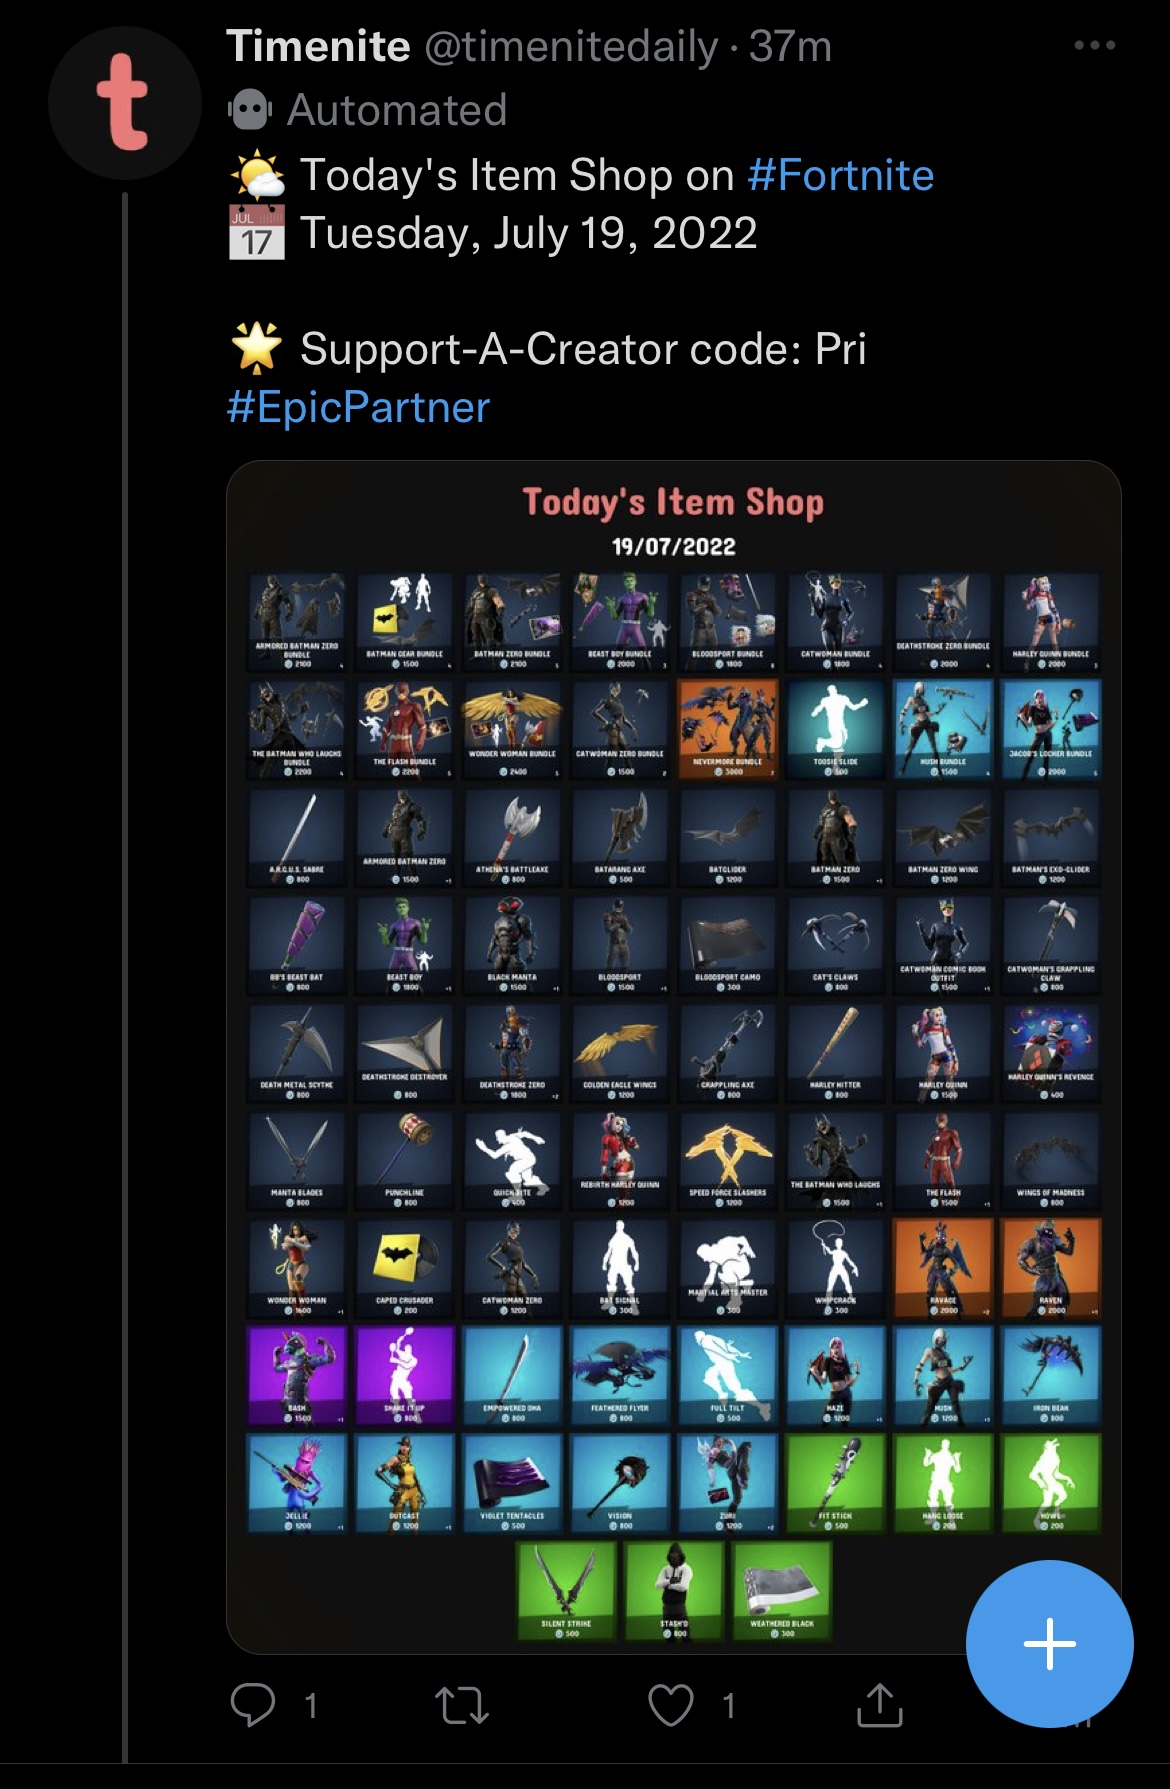 Timenite @timenitedaily · 37m
Automated
Today's Item Shop on #Fortnite
JUL
17
Tuesday, July 19, 2022
Support-A-Creator code: Pri
#EpicPartner
Today's Item Shop
19/07/2022
ARMORED BATMAN ZERO BUNDLE 2100
BATMAN GEAR BUNDLE 1500
BATMAN ZERO BUNDLE 2100
BEAST BOY BUNDLE 2000
BLOODSPORT BUNDLE 1800
CATWOMAN BUNDLE 1800
DEATHSTROKE ZERO BUNDLE 2000
HARLEY QUINN BUNDLE 2000
THE BATMAN WHO LAUGHS BUNDLE 2200
THE FLASH BUNDLE 2200
WONDER WOMAN BUNDLE 2400
CATWOMAN ZERO BUNDLE 1500
NEVERMORE BUNDLE 3000
TOOSIE SLIDE 500
HUSH BUNDLE 1500
JACOB'S LOCKER BUNDLE 2000
A.R.G.U.S. SABRE 800
ARMORED BATMAN ZERO 1500
ATHENA'S BATTLEAXE 800
BATARANG AXE 500
BATGLIDER 1200
BATMAN ZERO 1500
BATMAN ZERO WING 1200
BATMAN'S EXO-GLIDER 1200
BB'S BEAST BAT 800
BEAST BOY 1800
BLACK MANTA 1500
BLOODSPORT 1500
BLOODSPORT CAMO 300
CAT'S CLAWS 800
CATWOMAN COMIC BOOK OUTFIT 1500
CATWOMAN'S GRAPPLING CLAW 800
DEATH METAL SCYTHE 800
DEATHSTROKE DESTROYER 800
DEATHSTROKE ZERO 1800
GOLDEN EAGLE WINGS 1200
GRAPPLING AXE 800
HARLEY HITTER 800
HARLEY QUINN 1500
HARLEY QUINN'S REVENGE 400
MANTA BLADES 800
PUNCHLINE 800
QUICK BITE 400
REBIRTH HARLEY QUINN 1200
SPEED FORCE SLASHERS 1200
THE BATMAN WHO LAUGHS 1500
THE FLASH 1500
WINGS OF MADNESS 800
WONDER WOMAN 1600
CAPED CRUSADER 200
CATWOMAN ZERO 1200
BAT SIGNAL 300
MARTIAL ARTS MASTER 300
WHIPCRACK 300
RAVAGE 2000
RAVEN 2000
BASH 1500
SHAKE IT UP 800
EMPOWERED DHA 800
FEATHERED FLYER 800
FULL TILT 500
HAZE 1200
HUSH 1200
IRON BEAK 800
JELLIE 1200
OUTCAST 1200
VIOLET TENTACLES 500
VISION 800
ZURI 1200
FIT STICK 500
HANG LOOSE 200
HOWL 200
SILENT STRIKE 500
STASH'D 800
WEATHERED BLACK 300
1
1